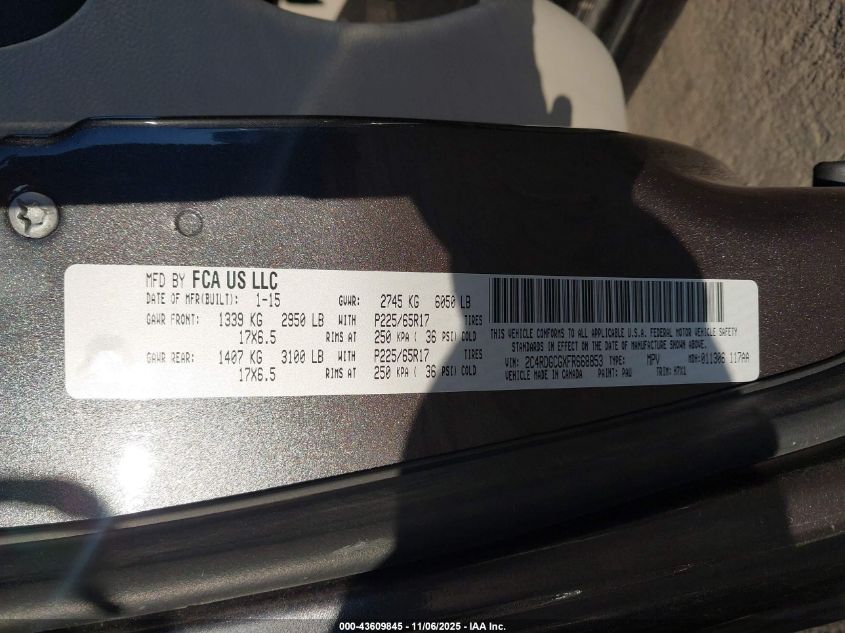 MFD BY FCA US LLC
DATE OF MFR(BUILT): 1-15 GVWR: 2745 KG 6050 LB
GAWR FRONT: 1339 KG 2950 LB WITH P225/65R17 TIRES
17X6.5 RIMS AT 250 KPA ( 36 PSI) COLD
GAWR REAR: 1407 KG 3100 LB WITH P225/65R17 TIRES
17X6.5 RIMS AT 250 KPA ( 36 PSI) COLD
THIS VEHICLE CONFORMS TO ALL APPLICABLE U.S.A. FEDERAL MOTOR VEHICLE SAFETY
STANDARDS IN EFFECT ON THE DATE OF MANUFACTURE SHOWN ABOVE.
VIN: 2C4RDGCGXFR668853 TYPE: MPV MDH: 011306 117AA
VEHICLE MADE IN CANADA PAINT: PAU TRIM: H7X1
000-43609845 - 11/06/2025 - IAA Inc.